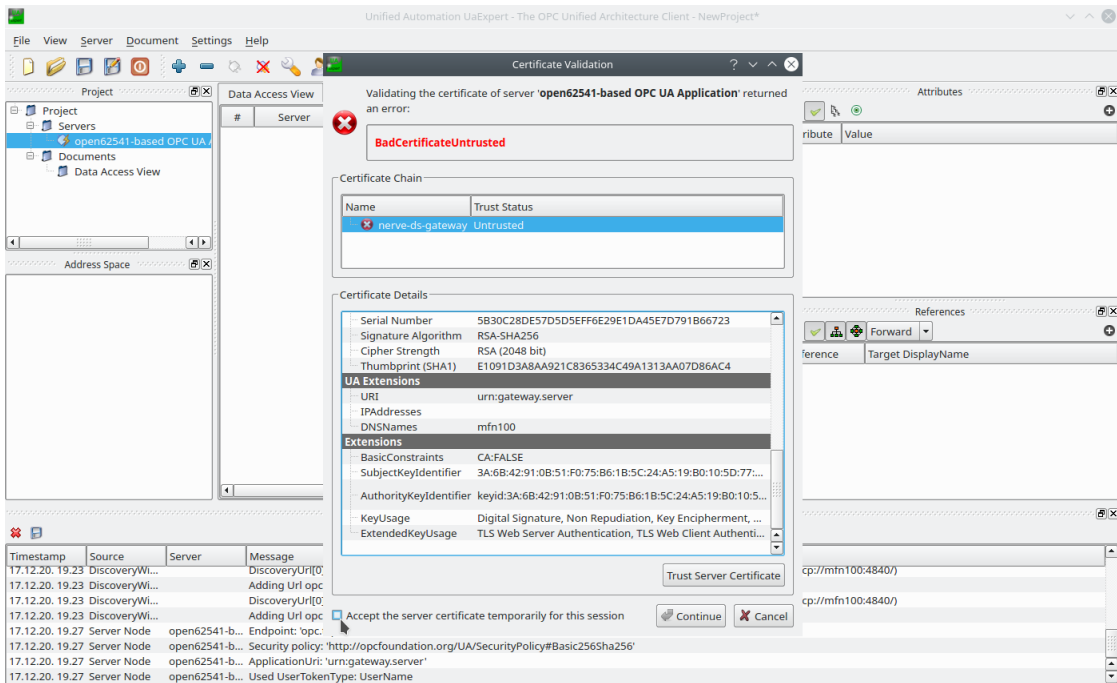 Unified Automation UaExpert - The OPC Unified Architecture Client - NewProject*
File View Server Document Settings Help
Project
Project
Servers
open62541-based OPC UA A
Documents
Data Access View
Address Space
Data Access View
# Server
Certificate Validation
Validating the certificate of server 'open62541-based OPC UA Application' returned
an error:
BadCertificateUntrusted
Certificate Chain
Name Trust Status
nerve-ds-gateway Untrusted
Certificate Details
Serial Number 5B30C28DE57D5D5EFF6E29E1DA45E7D791B66723
Signature Algorithm RSA-SHA256
Cipher Strength RSA (2048 bit)
Thumbprint (SHA1) E1091D3A8AA921C8365334C49A1313AA07D86AC4
UA Extensions
URI urn:gateway.server
IPAddresses
DNSNames mfn100
Extensions
BasicConstraints CA:FALSE
SubjectKeyIdentifier 3A:6B:42:91:0B:51:F0:75:B6:1B:5C:24:A5:19:B0:10:5D:77:...
AuthorityKeyIdentifier keyid:3A:6B:42:91:0B:51:F0:75:B6:1B:5C:24:A5:19:B0:10:5...
KeyUsage Digital Signature, Non Repudiation, Key Encipherment, ...
ExtendedKeyUsage TLS Web Server Authentication, TLS Web Client Authenti...
Trust Server Certificate
Accept the server certificate temporarily for this session
Continue Cancel
Attributes
ribute Value
References
Forward
ference Target DisplayName
Timestamp Source Server Message
17.12.20. 19.23 DiscoveryWi... DiscoveryUrl[0] cp://mfn100:4840/)
17.12.20. 19.23 DiscoveryWi... Adding Url opc
17.12.20. 19.23 DiscoveryWi... DiscoveryUrl[0] cp://mfn100:4840/)
17.12.20. 19.23 DiscoveryWi... Adding Url opc
17.12.20. 19.27 Server Node open62541-b... Endpoint: 'opc.
17.12.20. 19.27 Server Node open62541-b... Security policy: 'http://opcfoundation.org/UA/SecurityPolicy#Basic256Sha256'
17.12.20. 19.27 Server Node open62541-b... ApplicationUri: 'urn:gateway.server'
17.12.20. 19.27 Server Node open62541-b... Used UserTokenType: UserName